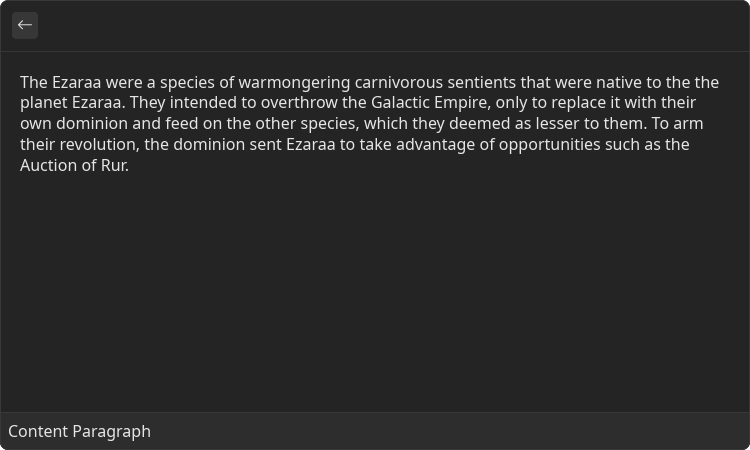 The Ezaraa were a species of warmongering carnivorous sentients that were native to the the
planet Ezaraa. They intended to overthrow the Galactic Empire, only to replace it with their
own dominion and feed on the other species, which they deemed as lesser to them. To arm
their revolution, the dominion sent Ezaraa to take advantage of opportunities such as the
Auction of Rur.
Content Paragraph